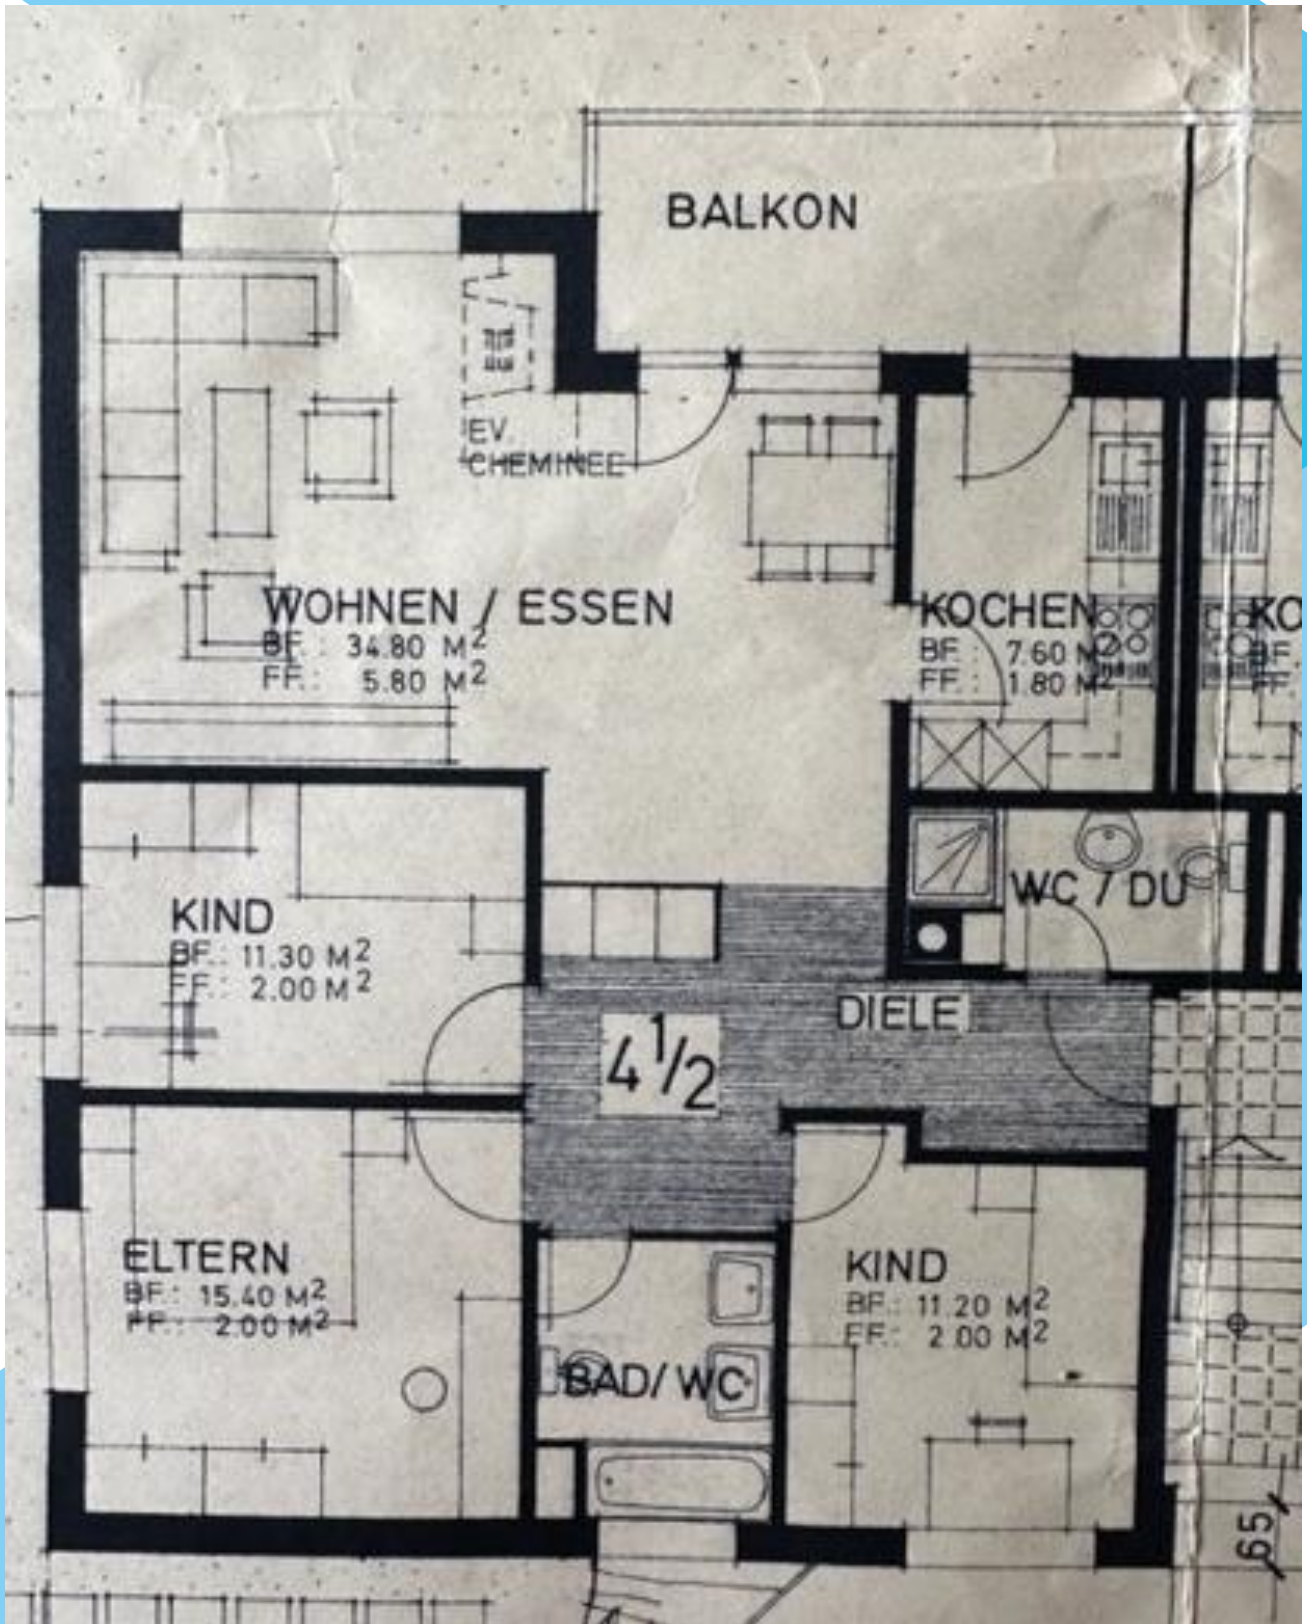 BALKON
EV.
CHEMINEE
WOHNEN / ESSEN
BF.: 34.80 M²
FF.: 5.80 M²
KOCHEN
BF.: 7.60 M²
FF.: 1.80 M²
KO
BF.
FF.
WC / DU
KIND
BF.: 11.30 M²
FF.: 2.00 M²
DIELE
4 1/2
ELTERN
BF.: 15.40 M²
FF.: 2.00 M²
KIND
BF.: 11.20 M²
FF.: 2.00 M²
BAD/WC
65